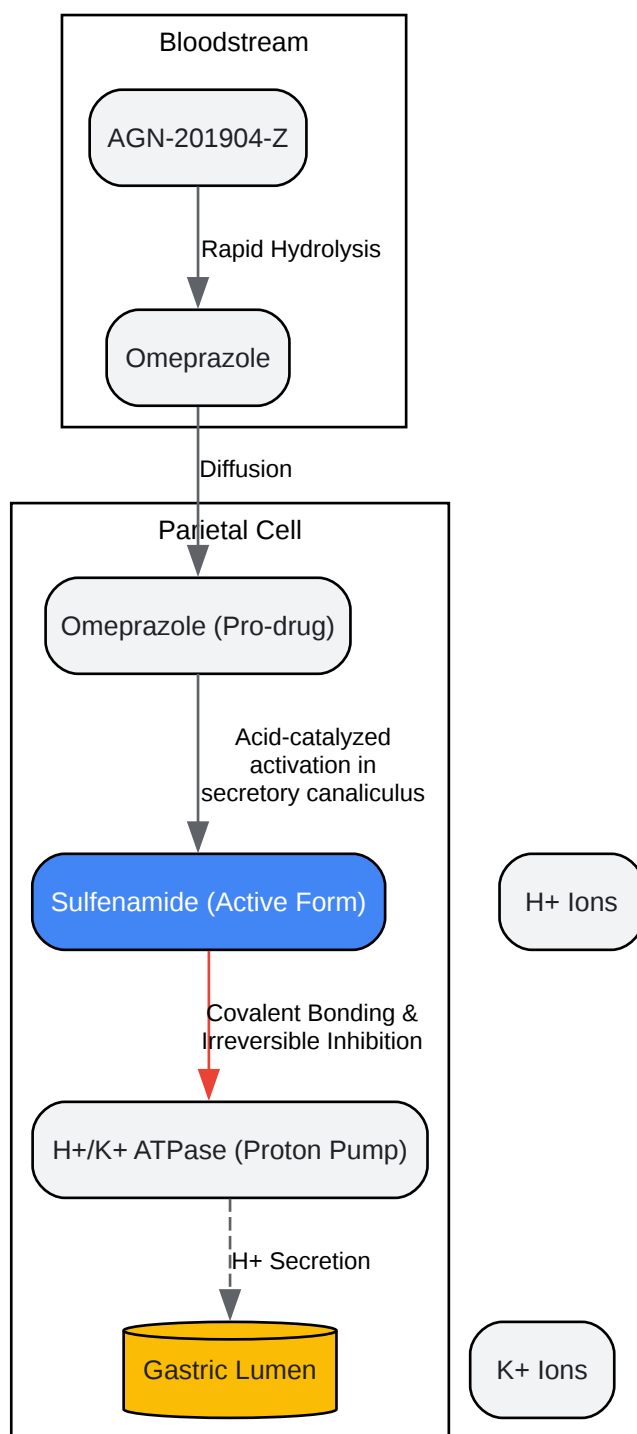 Bloodstream
AGN-201904-Z
Rapid Hydrolysis
Omeprazole
Diffusion
Parietal Cell
Omeprazole (Pro-drug)
Acid-catalyzed
activation in
secretory canaliculus
Sulfenamide (Active Form)
H+ Ions
Covalent Bonding &
Irreversible Inhibition
H+/K+ ATPase (Proton Pump)
H+ Secretion
Gastric Lumen
K+ Ions